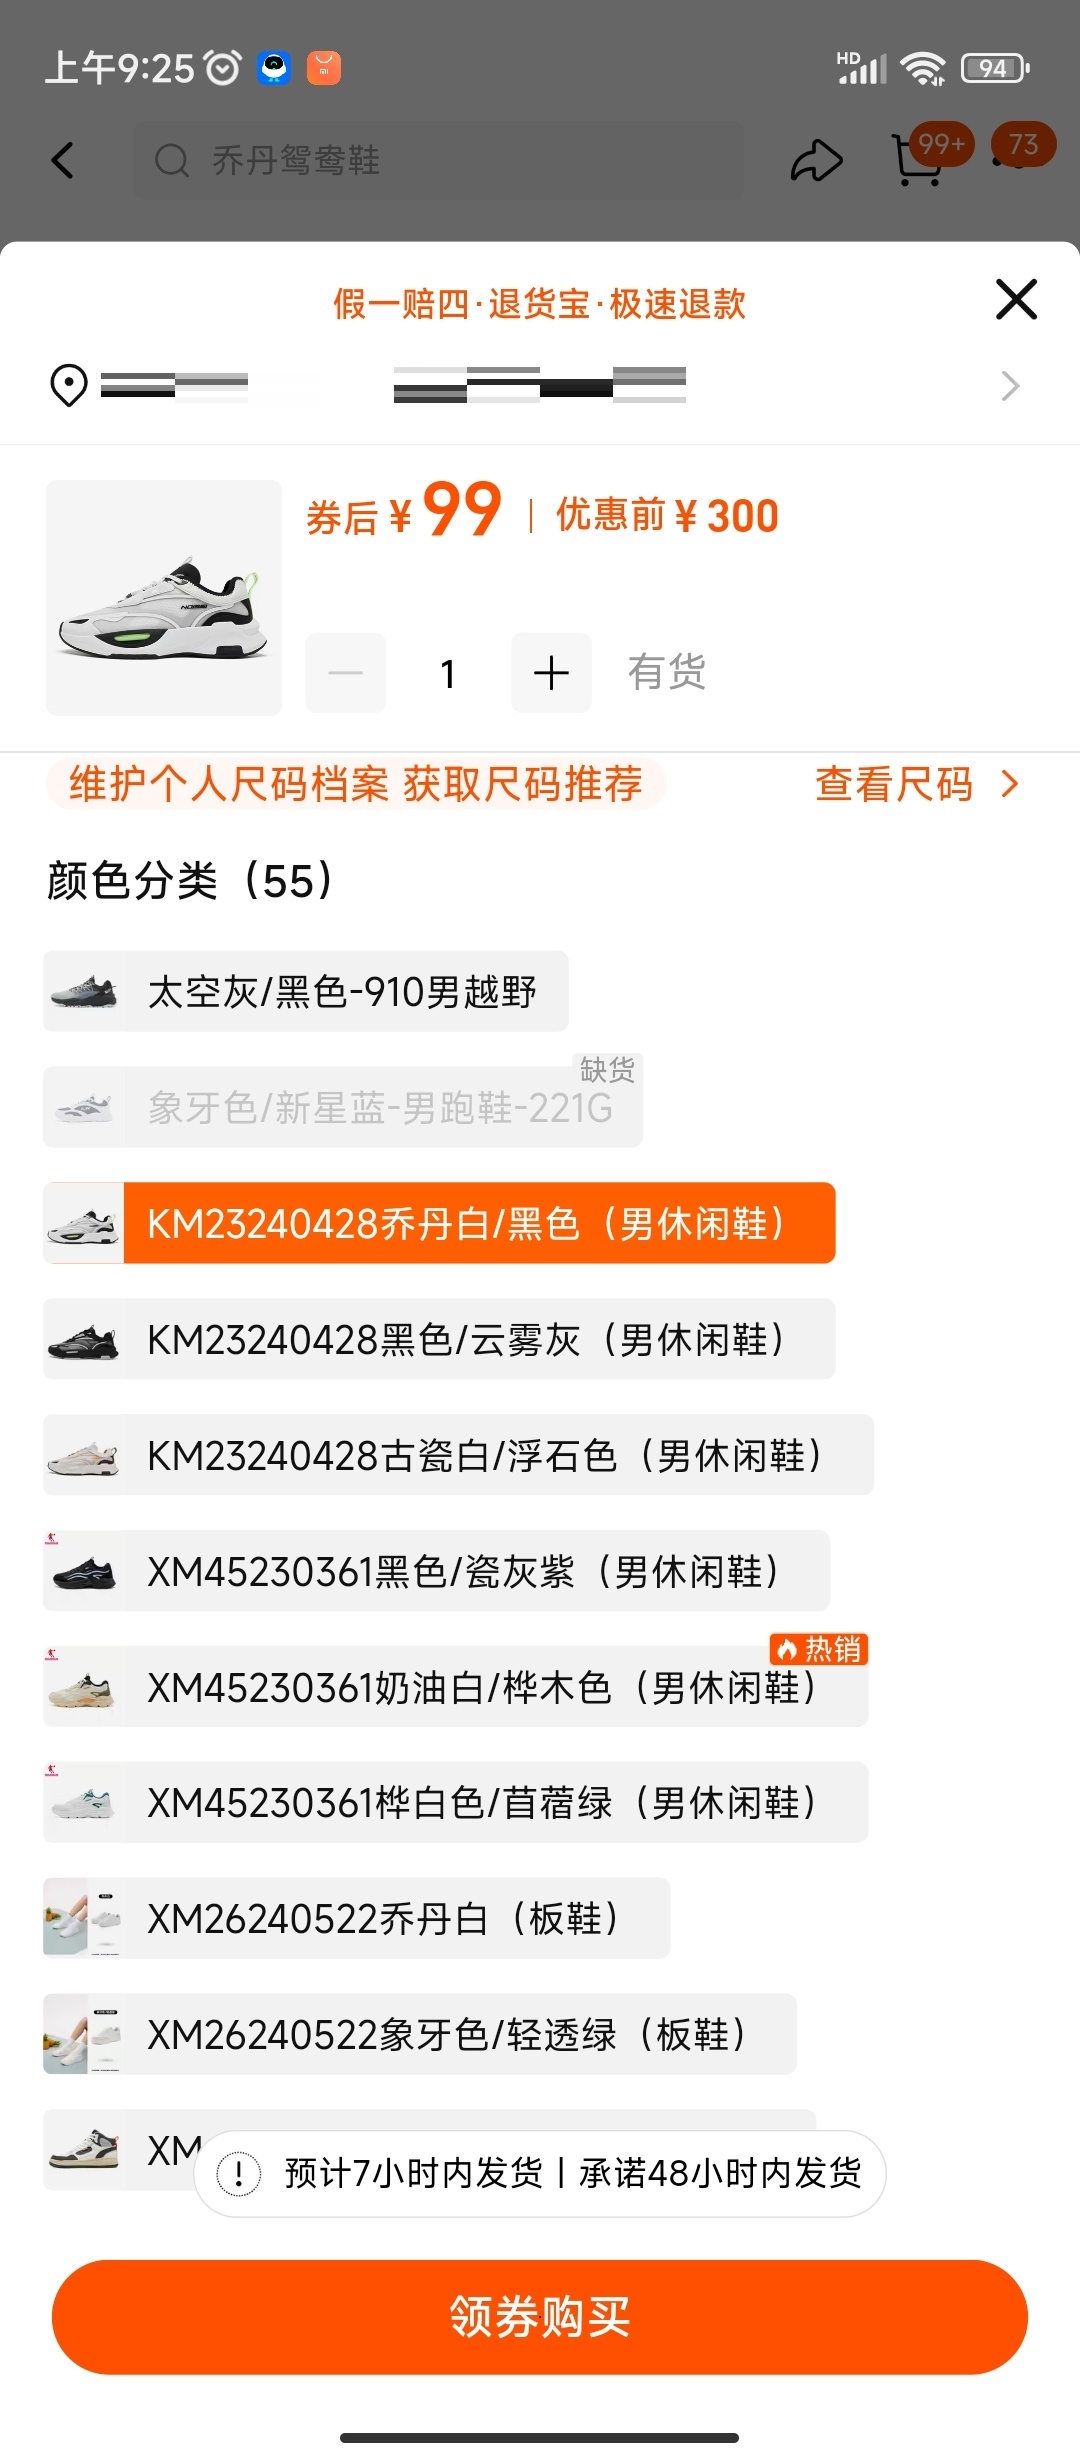 上午9:25
HD
94
乔丹鸳鸯鞋
99+
73
假一赔四·退货宝·极速退款
券后¥99
优惠前¥300
1
有货
维护个人尺码档案 获取尺码推荐
查看尺码
颜色分类（55）
太空灰/黑色-910男越野
缺货
象牙色/新星蓝-男跑鞋-221G
KM23240428乔丹白/黑色（男休闲鞋）
KM23240428黑色/云雾灰（男休闲鞋）
KM23240428古瓷白/浮石色（男休闲鞋）
XM45230361黑色/瓷灰紫（男休闲鞋）
热销
XM45230361奶油白/桦木色（男休闲鞋）
XM45230361桦白色/苜蓿绿（男休闲鞋）
XM26240522乔丹白（板鞋）
XM26240522象牙色/轻透绿（板鞋）
XM
预计7小时内发货 | 承诺48小时内发货
领券购买